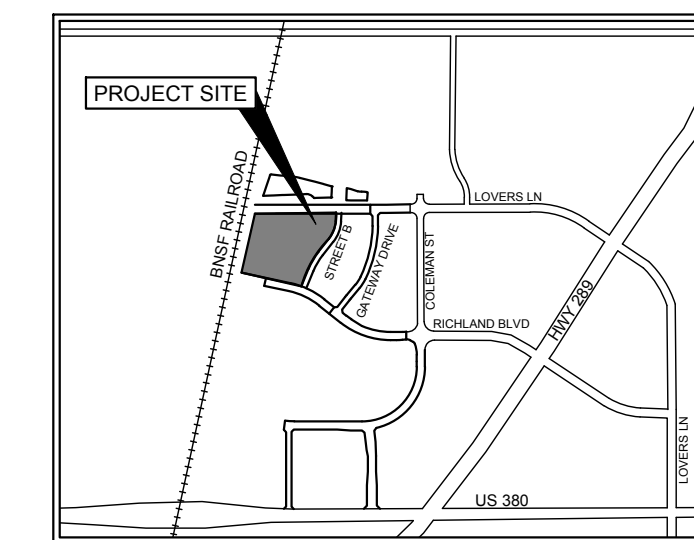 PROJECT SITE
BNSF RAILROAD
LOVERS LN
STREET B
GATEWAY DRIVE
COLEMAN ST
HWY 289
RICHLAND BLVD
LOVERS LN
US 380